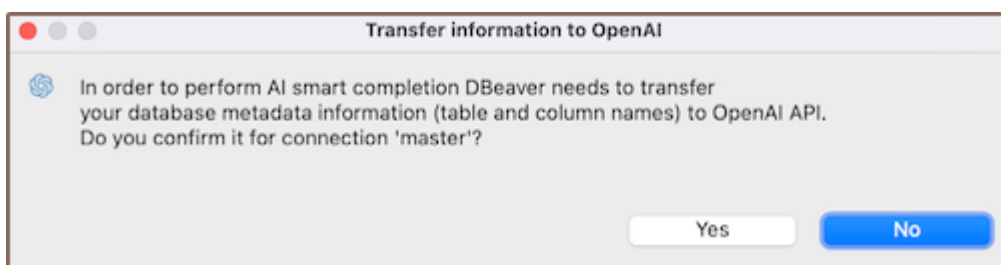 Transfer information to OpenAI
In order to perform AI smart completion DBeaver needs to transfer
your database metadata information (table and column names) to OpenAI API.
Do you confirm it for connection 'master'?
Yes
No